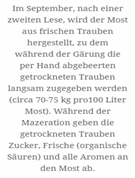 Im September, nach einer
zweiten Lese, wird der Most
aus frischen Trauben
hergestellt, zu dem
während der Gärung die
per Hand abgebeerten
getrockneten Trauben
langsam zugegeben werden
(circa 70-75 kg pro100 Liter
Most). Während der
Mazeration geben die
getrockneten Trauben
Zucker, Frische (organische
Säuren) und alle Aromen an
den Most ab.